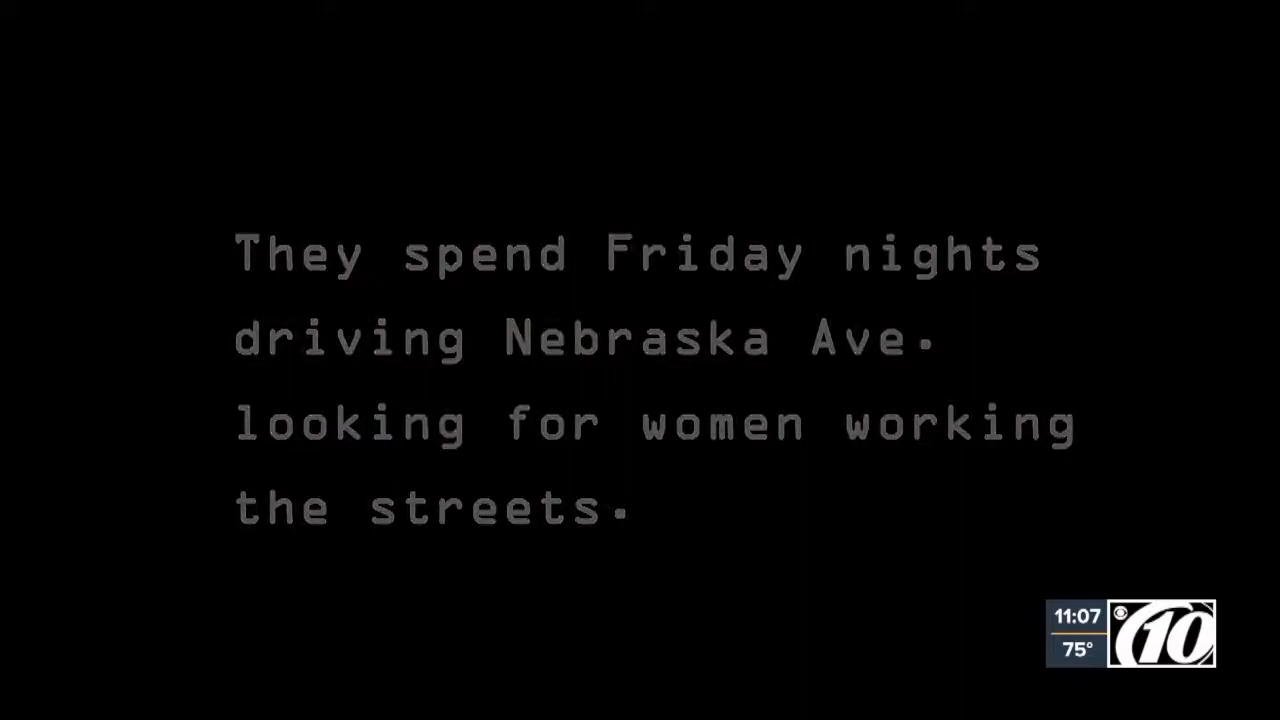 They spend Friday nights
driving Nebraska Ave.
looking for women working
the streets.
11:07
75°
10